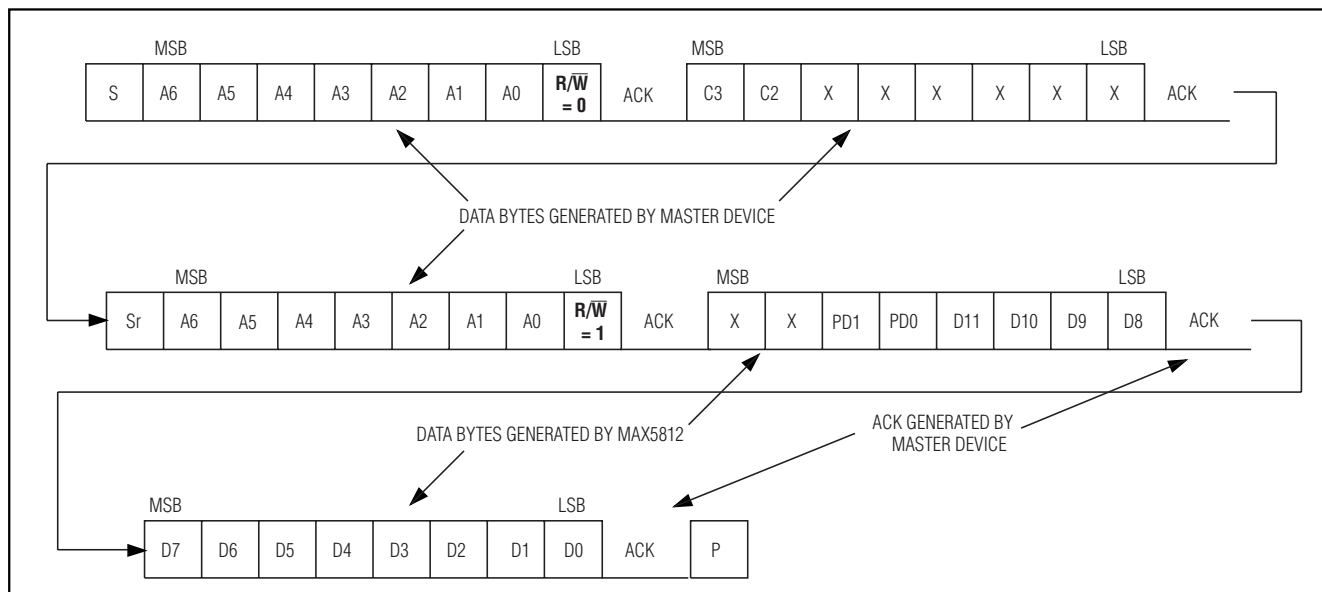 MSB LSB MSB LSB
S A6 A5 A4 A3 A2 A1 A0 R/W̅ = 0 ACK C3 C2 X X X X X X ACK
DATA BYTES GENERATED BY MASTER DEVICE
MSB LSB MSB LSB
Sr A6 A5 A4 A3 A2 A1 A0 R/W̅ = 1 ACK X X PD1 PD0 D11 D10 D9 D8 ACK
DATA BYTES GENERATED BY MAX5812
ACK GENERATED BY
MASTER DEVICE
MSB LSB
D7 D6 D5 D4 D3 D2 D1 D0 ACK P